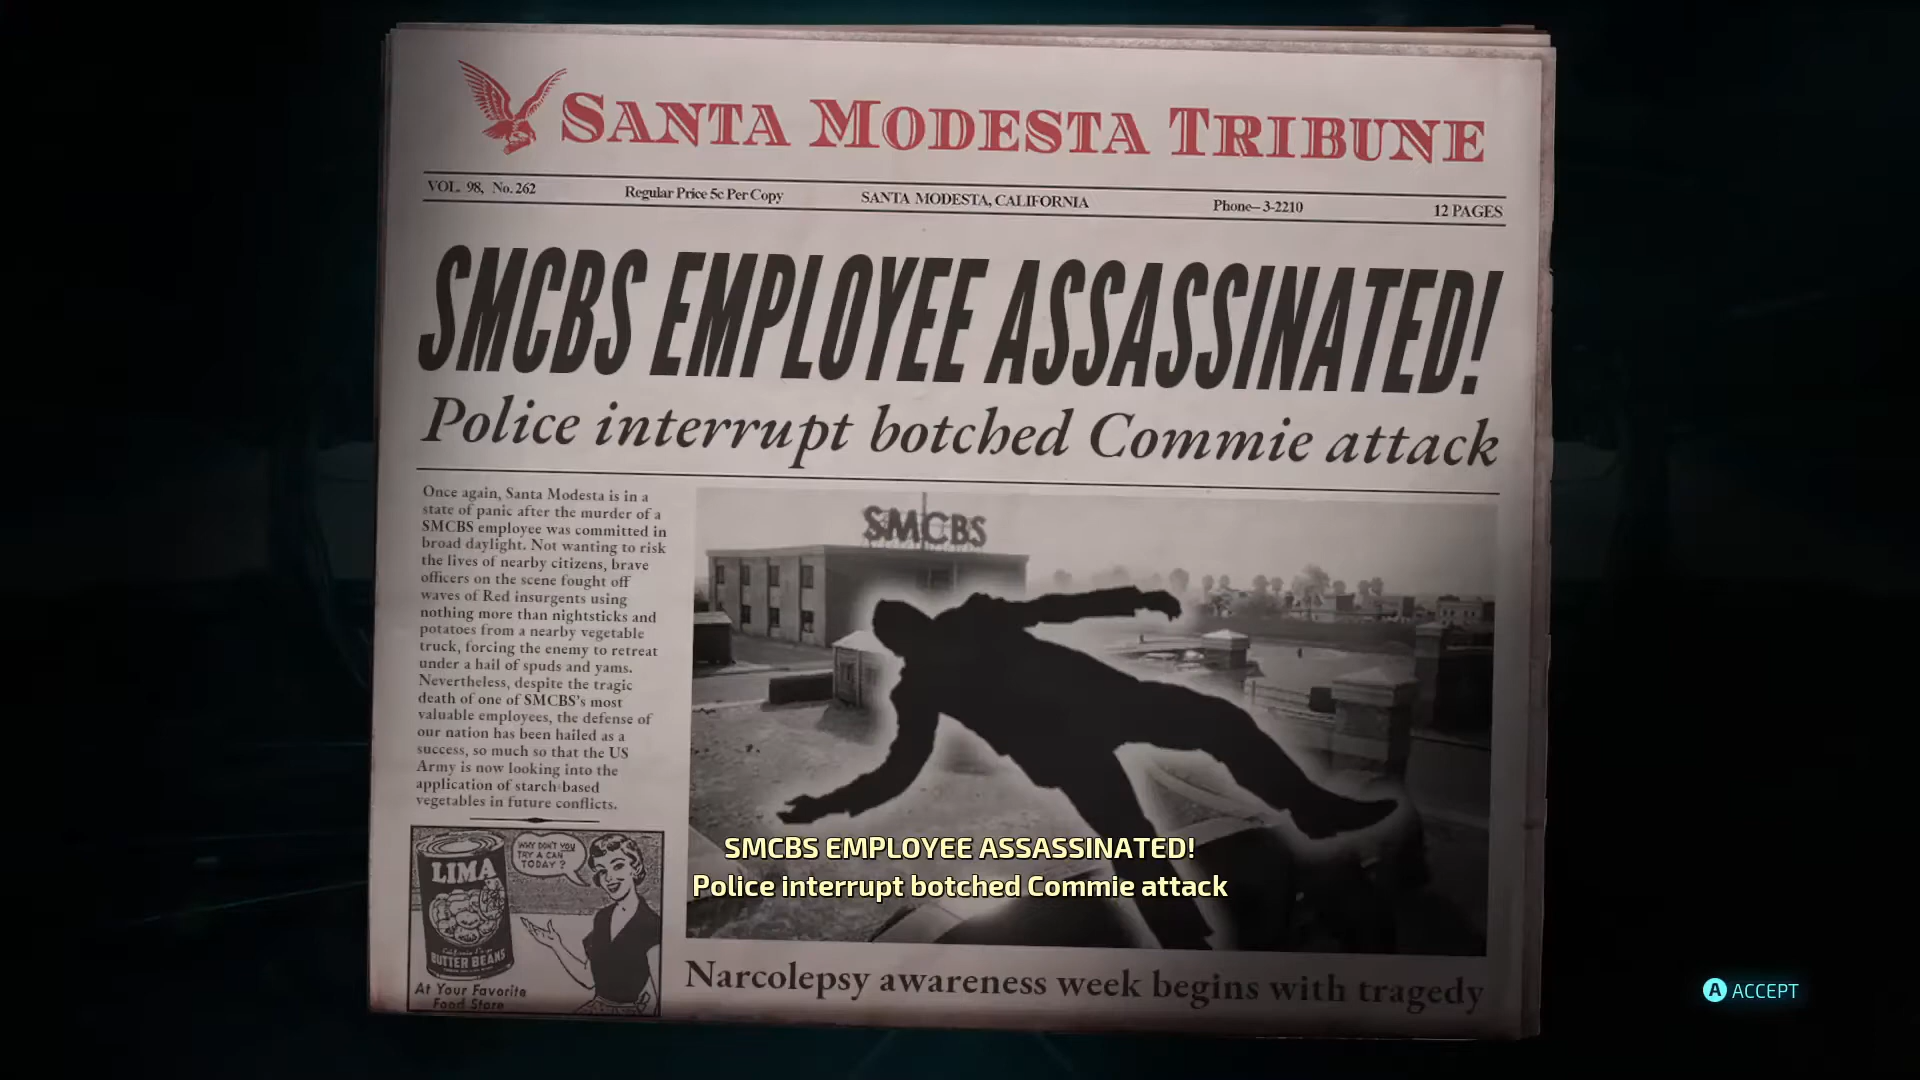 SANTA MODESTA TRIBUNE
VOL. 98, No. 262 Regular Price 5c Per Copy SANTA MODESTA, CALIFORNIA Phone–3-2210 12 PAGES
SMCBS EMPLOYEE ASSASSINATED!
Police interrupt botched Commie attack
Once again, Santa Modesta is in a
state of panic after the murder of a
SMCBS employee was committed in
broad daylight. Not wanting to risk
the lives of nearby citizens, brave
officers on the scene fought off
waves of Red insurgents using
nothing more than nightsticks and
potatoes from a nearby vegetable
truck, forcing the enemy to retreat
under a hail of spuds and yams.
Nevertheless, despite the tragic
death of one of SMCBS's most
valuable employees, the defense of
our nation has been hailed as a
success, so much so that the US
Army is now looking into the
application of starch-based
vegetables in future conflicts.
LIMA
BUTTER BEANS
WHY DON'T YOU
TRY A CAN
TODAY?
At Your Favorite
Food Store
SMCBS
SMCBS EMPLOYEE ASSASSINATED!
Police interrupt botched Commie attack
Narcolepsy awareness week begins with tragedy
A ACCEPT